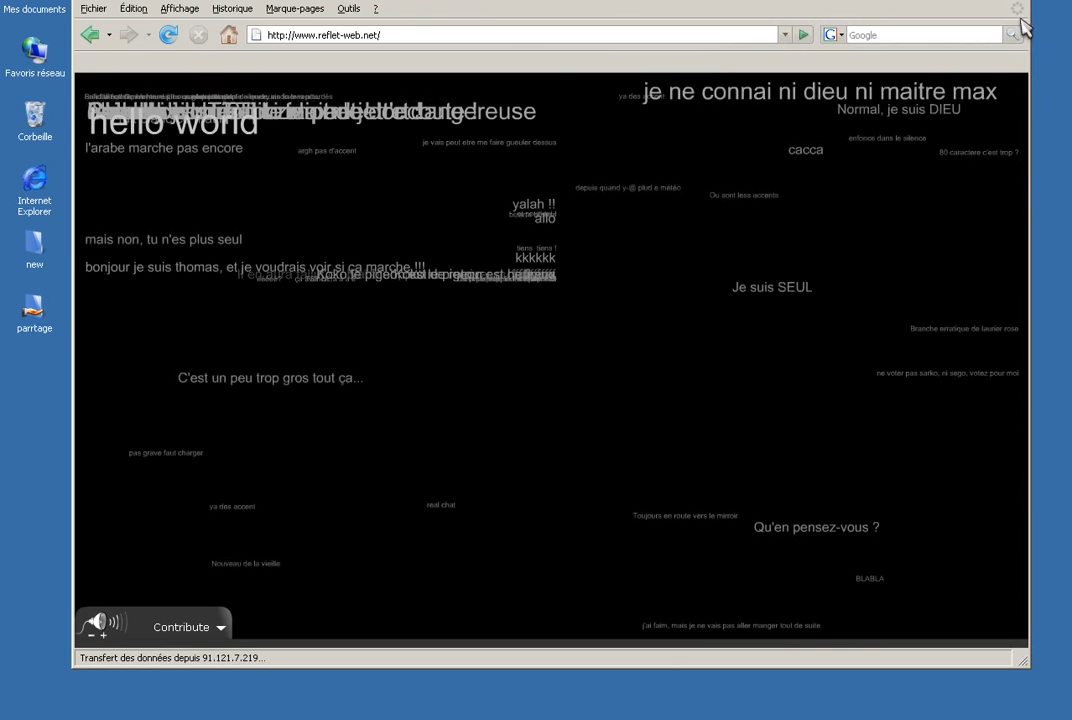 Mes documents
Fichier Édition Affichage Historique Marque-pages Outils ?
http://www.reflet-web.net/
Google
Favoris réseau
Corbeille
Internet Explorer
new
parrtage
je ne connai ni dieu ni maitre max
ya des
Normal, je suis DIEU
hello world
l'arabe marche pas encore
argh pas d'accent
je vais peut etre me faire gueuler dessus
enfonce dans le silence
cacca
80 caractere c'est trop ?
depuis quand
Ou sont less accents
yalah !!
allo
mais non, tu n'es plus seul
tiens tiens !
kkkkkk
bonjour je suis thomas, et je voudrais voir si ça marche !!!
Koko le pigeon
Je suis SEUL
Branche erratique de laurier rose
ne voter pas sarko, ni sego, votez pour moi
C'est un peu trop gros tout ça...
pas grave faut charger
ya des accent
real chat
Toujours en route vers le mirroir
Qu'en pensez-vous ?
Nouveau de la vieille
BLABLA
j'ai faim, mais je ne vais pas aller manger tout de suite
Contribute
Transfert des données depuis 91.121.7.219...